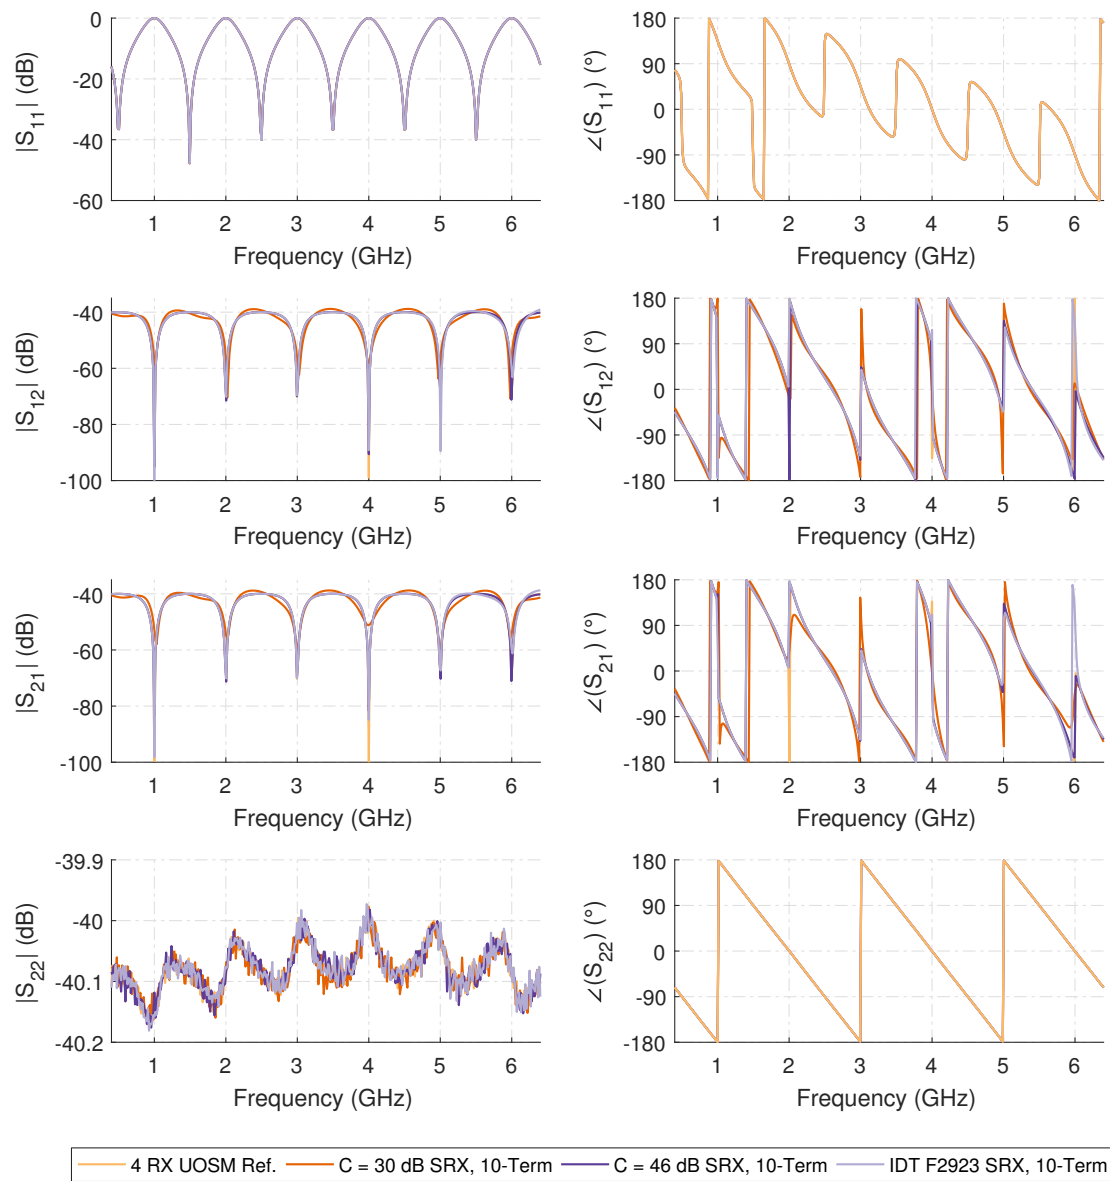 |S11| (dB)
0
-20
-40
-60
1 2 3 4 5 6
Frequency (GHz)
∠(S11) (°)
180
90
0
-90
-180
1 2 3 4 5 6
Frequency (GHz)
|S12| (dB)
-40
-60
-80
-100
1 2 3 4 5 6
Frequency (GHz)
∠(S12) (°)
180
90
0
-90
-180
1 2 3 4 5 6
Frequency (GHz)
|S21| (dB)
-40
-60
-80
-100
1 2 3 4 5 6
Frequency (GHz)
∠(S21) (°)
180
90
0
-90
-180
1 2 3 4 5 6
Frequency (GHz)
|S22| (dB)
-39.9
-40
-40.1
-40.2
1 2 3 4 5 6
Frequency (GHz)
∠(S22) (°)
180
90
0
-90
-180
1 2 3 4 5 6
Frequency (GHz)
4 RX UOSM Ref. C = 30 dB SRX, 10-Term C = 46 dB SRX, 10-Term IDT F2923 SRX, 10-Term